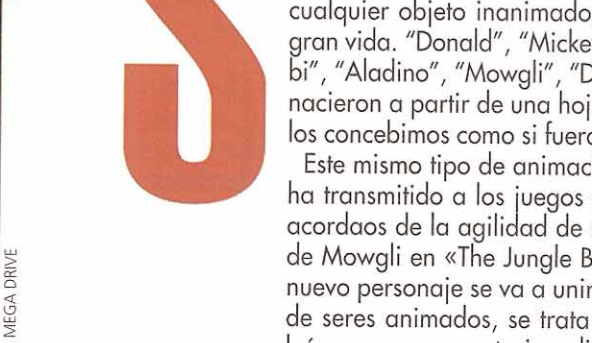 cualquier objeto inanimado
gran vida. “Donald”, “Micke
bi”, “Aladino”, “Mowgli”, “D
nacieron a partir de una hoj
los concebimos como si fuero
Este mismo tipo de animac
ha transmitido a los juegos
acordaos de la agilidad de
de Mowgli en «The Jungle B
nuevo personaje se va a unir
de seres animados, se trata
MEGA DRIVE